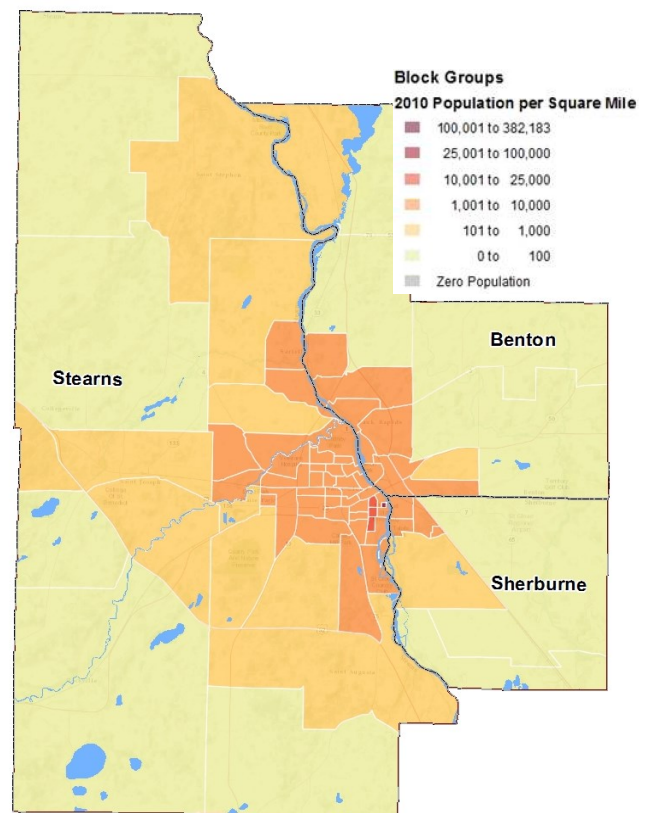 Block Groups
2010 Population per Square Mile
100,001 to 382,183
25,001 to 100,000
10,001 to 25,000
1,001 to 10,000
101 to 1,000
0 to 100
Zero Population
Benton
Stearns
Sherburne